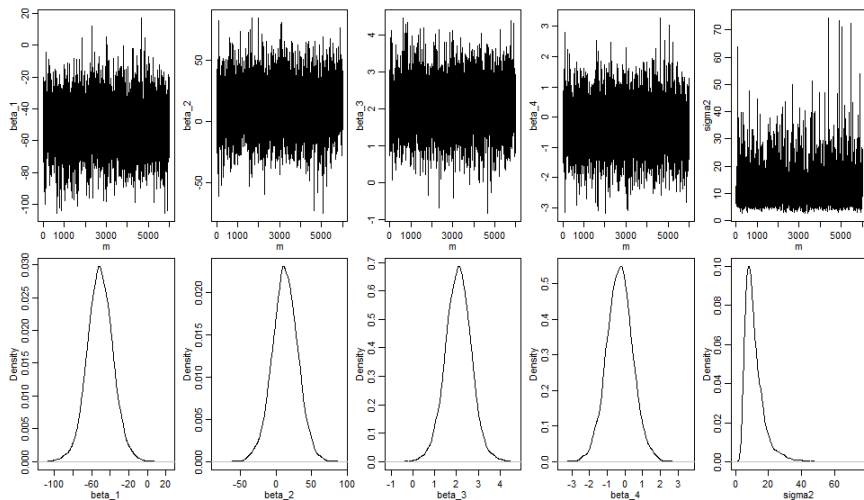 20
0
-20
-40
-60
-80
-100
beta_1
0 1000 3000 5000
m
50
0
-50
beta_2
0 1000 3000 5000
m
4
3
2
1
0
-1
beta_3
0 1000 3000 5000
m
3
2
1
0
-1
-2
-3
beta_4
0 1000 3000 5000
m
70
60
50
40
30
20
10
0
sigma2
0 1000 3000 5000
m
0.030
0.025
0.020
0.015
0.010
0.005
0.000
Density
-100 -60 -20 0 20
beta_1
0.020
0.015
0.010
0.005
0.000
Density
-50 0 50 100
beta_2
0.7
0.6
0.5
0.4
0.3
0.2
0.1
0.0
Density
-1 0 1 2 3 4
beta_3
0.5
0.4
0.3
0.2
0.1
0.0
Density
-3 -2 -1 0 1 2 3
beta_4
0.10
0.08
0.06
0.04
0.02
0.00
Density
0 20 40 60
sigma2